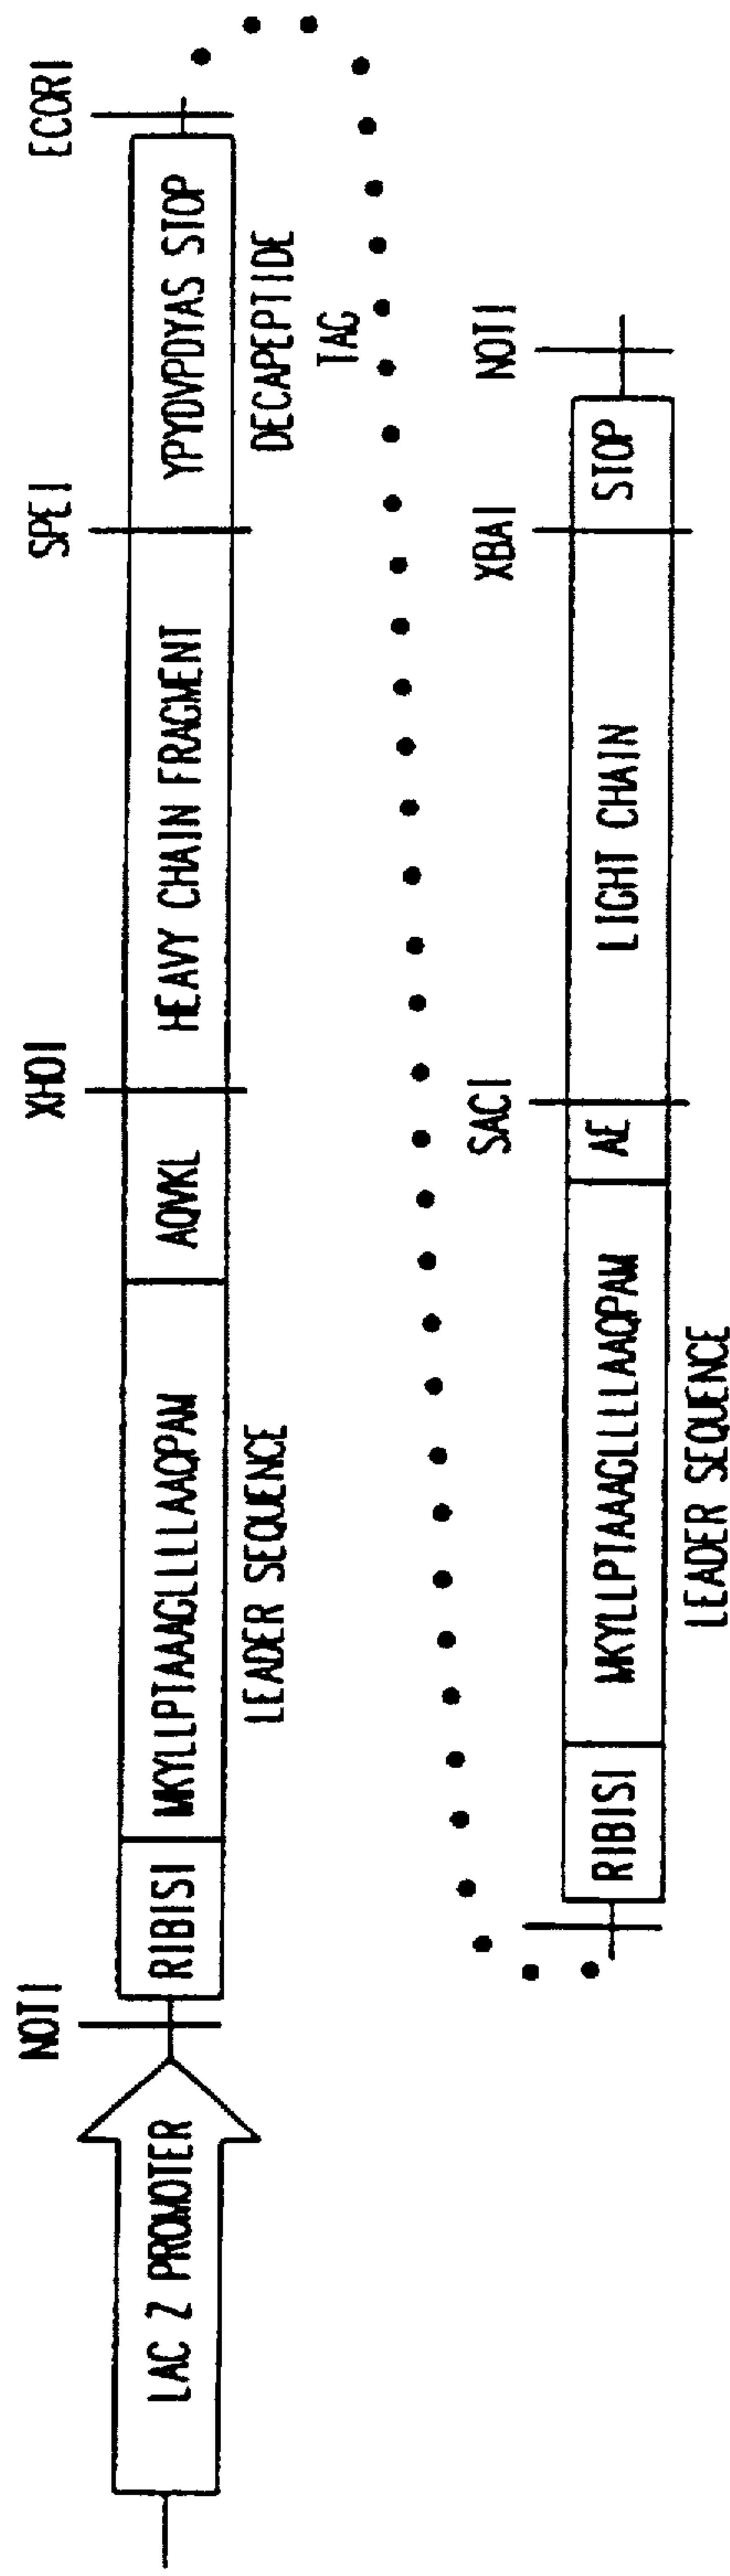 NOTI
XHOI
SPEI
ECORI
LAC Z PROMOTER
RIBISI
MKYLLPTAAAGLLLLAAQPAM
AQVKL
HEAVY CHAIN FRAGMENT
YPYDVPDYAS STOP
LEADER SEQUENCE
DECAPEPTIDE
TAG
SACI
XBAI
NOTI
RIBISI
MKYLLPTAAAGLLLLAAQPAM
AE
LIGHT CHAIN
STOP
LEADER SEQUENCE